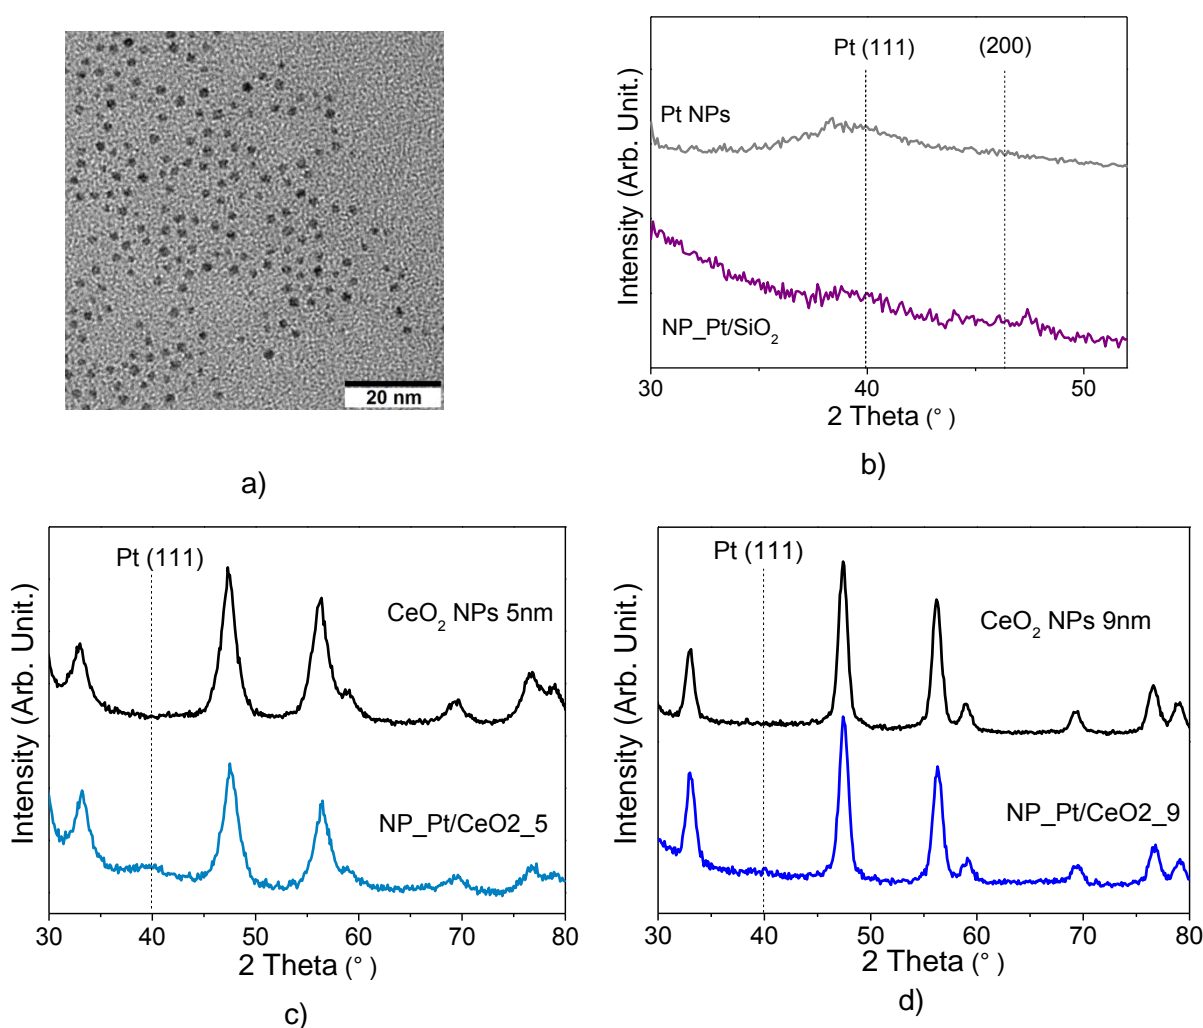 20 nm
a)
Pt (111)
(200)
Pt NPs
NP_Pt/SiO₂
Intensity (Arb. Unit.)
30 40 50
2 Theta (°)
b)
Pt (111)
CeO₂ NPs 5nm
NP_Pt/CeO2_5
Intensity (Arb. Unit.)
30 40 50 60 70 80
2 Theta (°)
c)
Pt (111)
CeO₂ NPs 9nm
NP_Pt/CeO2_9
Intensity (Arb. Unit.)
30 40 50 60 70 80
2 Theta (°)
d)